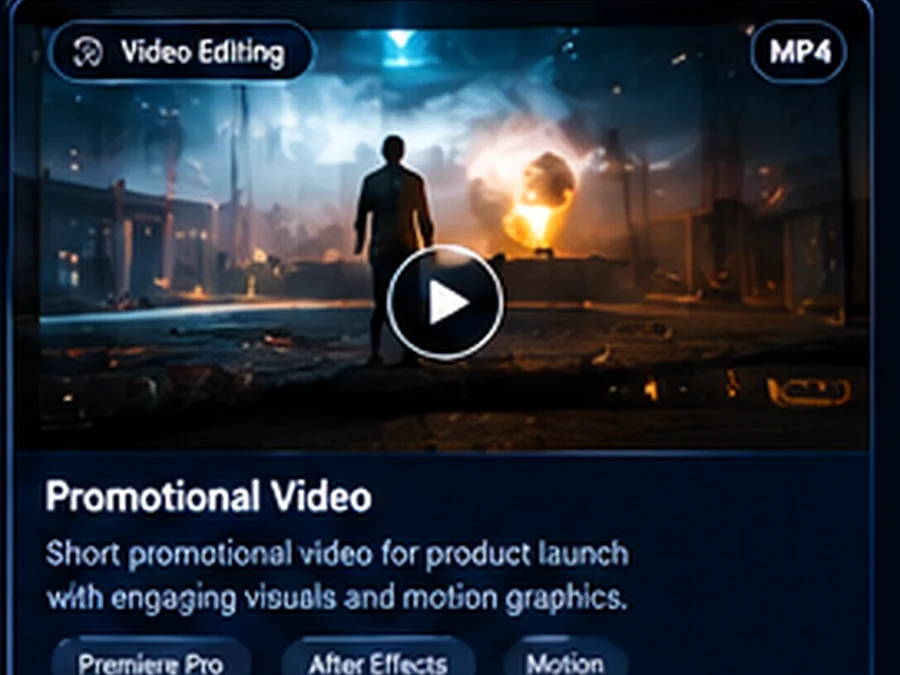 Video Editing
MP4
Promotional Video
Short promotional video for product launch
with engaging visuals and motion graphics.
Premiere Pro
After Effects
Motion